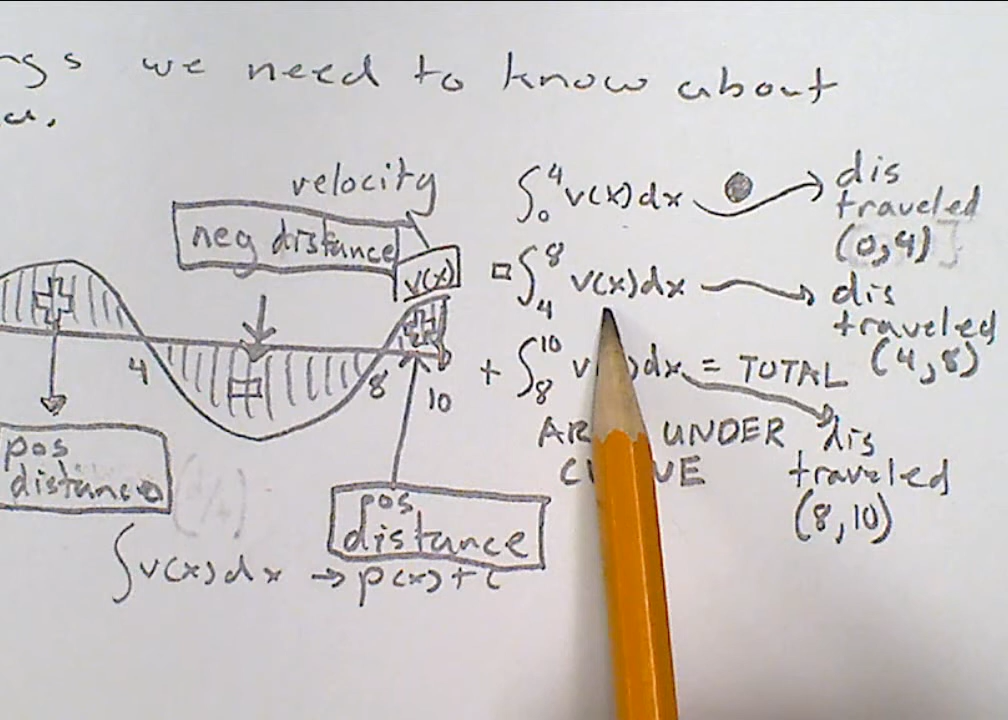 ngs we need to know about
a.
velocity
neg distance
v(x)
4
8
10
pos
distance
pos
distance
∫v(x)dx → p(x)+c
∫₀⁴ v(x)dx → dis
traveled
(0,4)
-∫₄⁸ v(x)dx → dis
traveled
(4,8)
+ ∫₈¹⁰ v( )dx = TOTAL
UNDER
dis
traveled
(8,10)